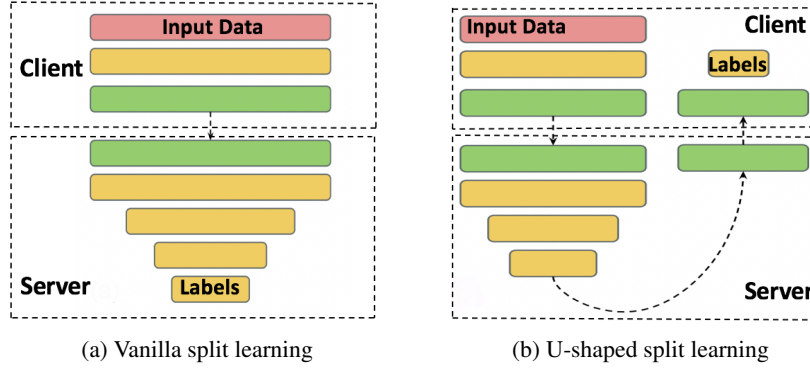 Input Data
Client
Labels
Server
(a) Vanilla split learning
Input Data
Client
Labels
Server
(b) U-shaped split learning